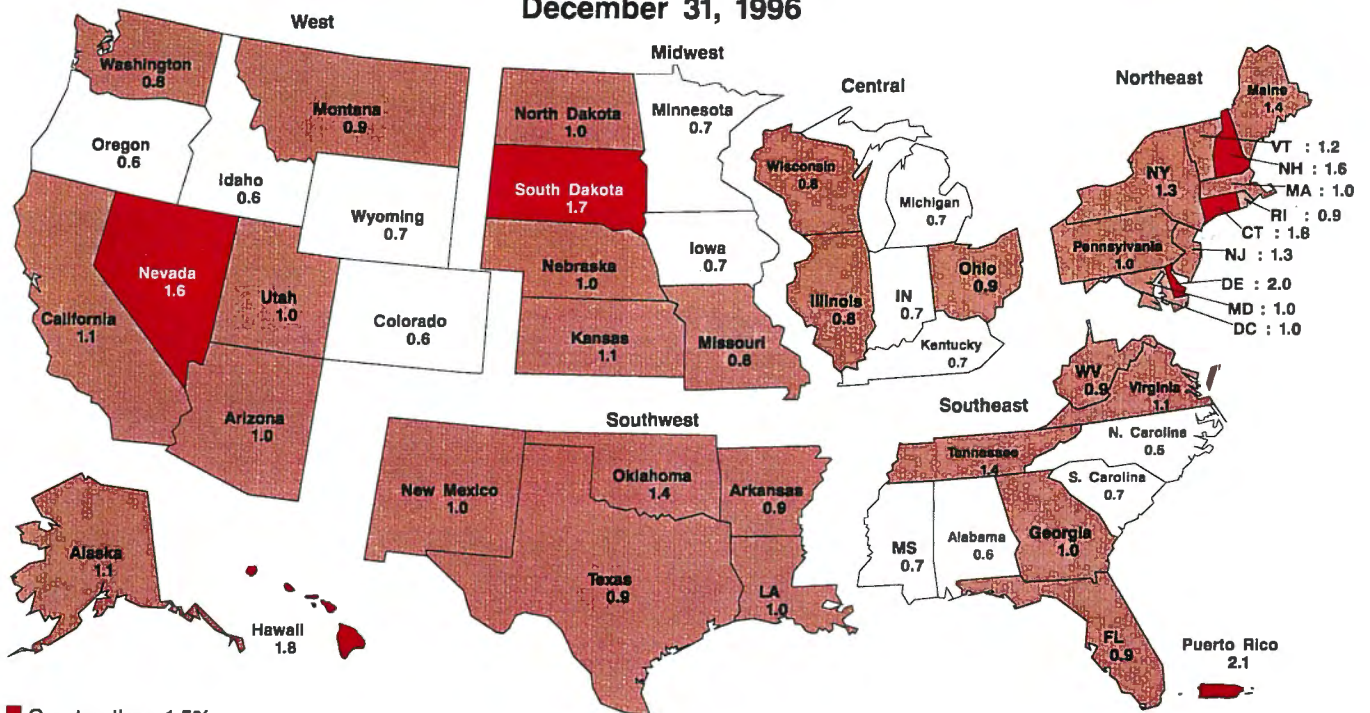 December 31, 1996
West
Midwest
Central
Northeast
Washington
0.8
Montana
0.9
Oregon
0.6
Idaho
0.6
Wyoming
0.7
Nevada
1.6
Utah
1.0
Colorado
0.6
California
1.1
Arizona
1.0
Alaska
1.1
Hawaii
1.8
North Dakota
1.0
Minnesota
0.7
South Dakota
1.7
Nebraska
1.0
Iowa
0.7
Kansas
1.1
Missouri
0.8
Wisconsin
0.8
Michigan
0.7
Illinois
0.8
IN
0.7
Ohio
0.9
Kentucky
0.7
Maine
1.4
VT : 1.2
NH : 1.6
MA : 1.0
RI : 0.9
CT : 1.8
NJ : 1.3
DE : 2.0
MD : 1.0
DC : 1.0
NY
1.3
Pennsylvania
1.0
Southwest
New Mexico
1.0
Oklahoma
1.4
Arkansas
0.9
Texas
0.9
LA
1.0
Southeast
WV
0.9
Virginia
1.1
Tennessee
1.4
N. Carolina
S. Carolina
0.7
MS
0.7
Alabama
0.6
Georgia
1.0
FL
0.9
Puerto Rico
2.1
Greater than 1.5%